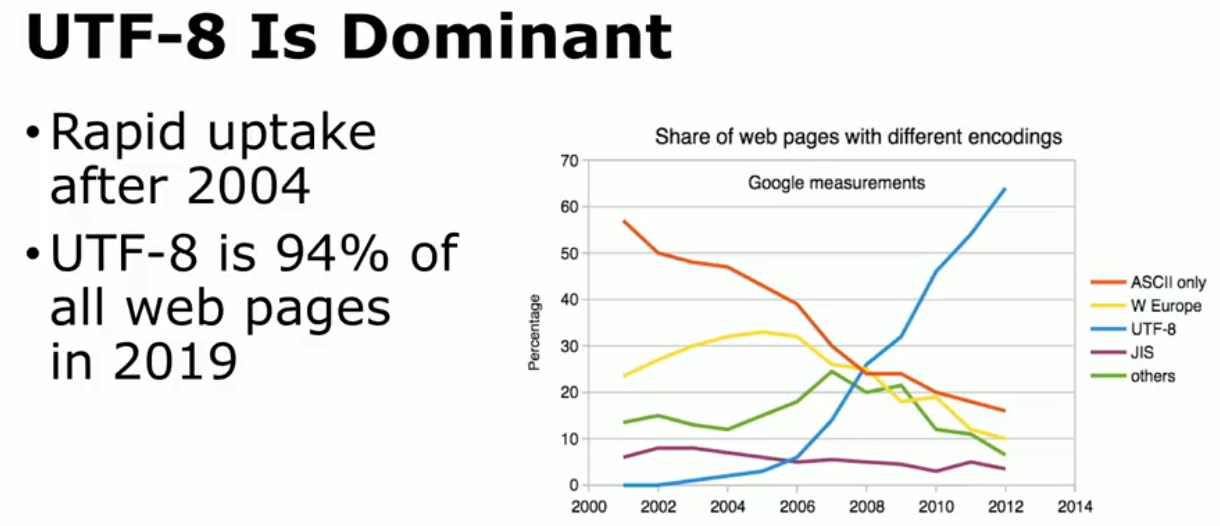 UTF-8 Is Dominant
• Rapid uptake
after 2004
• UTF-8 is 94% of
all web pages
in 2019
Share of web pages with different encodings
Google measurements
Percentage
70
60
50
40
30
20
10
0
2000 2002 2004 2006 2008 2010 2012 2014
ASCII only
W Europe
UTF-8
JIS
others